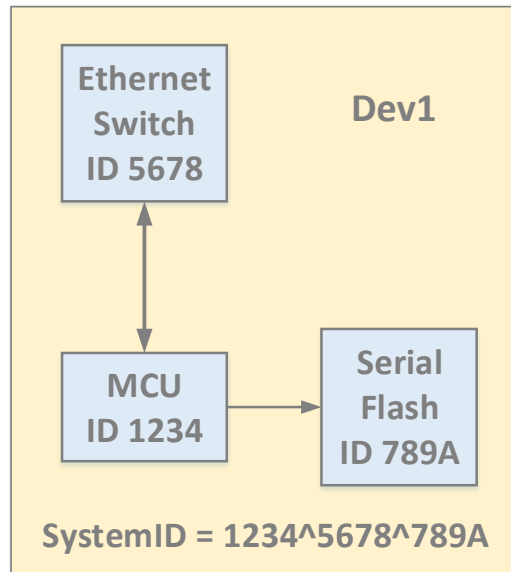 Ethernet
Switch
ID 5678
Dev1
MCU
ID 1234
Serial
Flash
ID 789A
SystemID = 1234^5678^789A